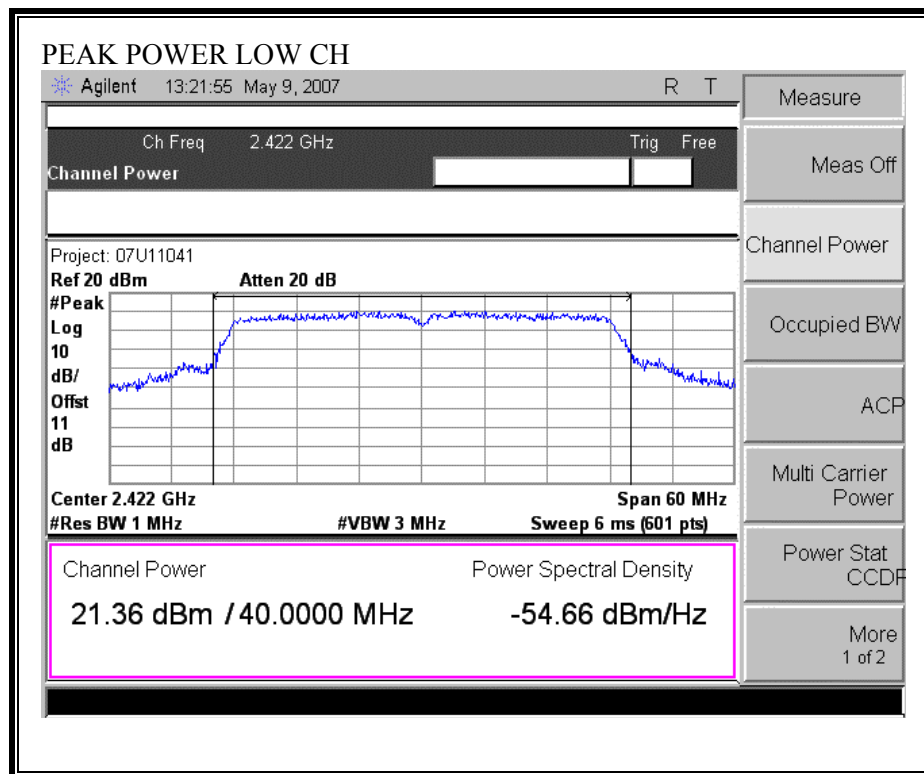 PEAK POWER LOW CH
Agilent 13:21:55 May 9, 2007 R T
Measure
Ch Freq 2.422 GHz Trig Free
Channel Power
Meas Off
Channel Power
Occupied BW
ACP
Multi Carrier
Power
Power Stat
CCDF
More
1 of 2
Project: 07U11041
Ref 20 dBm Atten 20 dB
#Peak
Log
10
dB/
Offst
11
dB
Center 2.422 GHz Span 60 MHz
#Res BW 1 MHz #VBW 3 MHz Sweep 6 ms (601 pts)
Channel Power Power Spectral Density
21.36 dBm / 40.0000 MHz -54.66 dBm/Hz